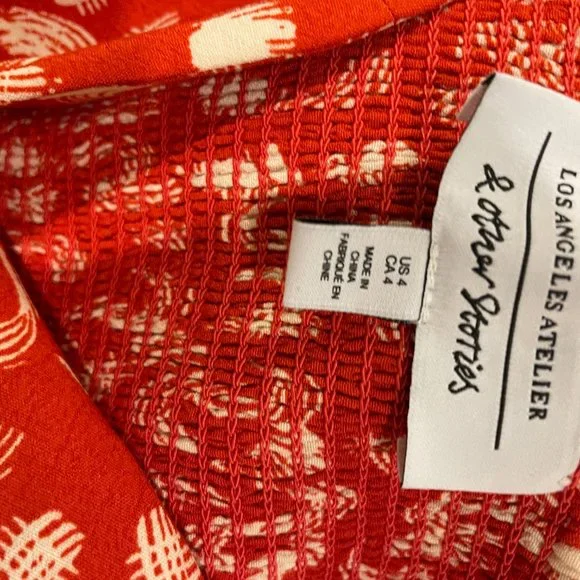 LOS ANGELES ATELIER
& other Stories
US 4
CA 4
MADE IN
CHINA
FABRIQUÉ EN
CHINE